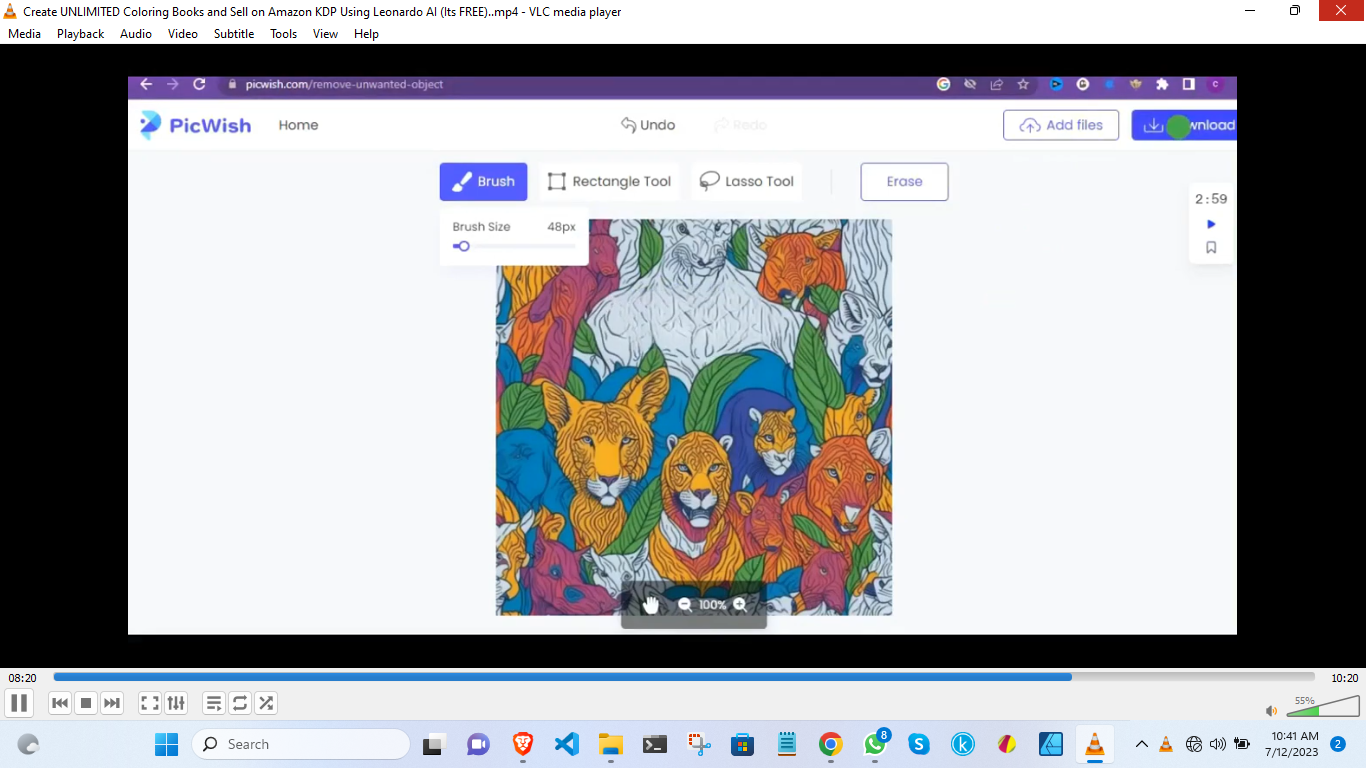 Create UNLIMITED Coloring Books and Sell on Amazon KDP Using Leonardo AI (Its FREE)..mp4 - VLC media player
Media Playback Audio Video Subtitle Tools View Help
picwish.com/remove-unwanted-object
PicWish Home Undo Redo Add files
Brush Rectangle Tool Lasso Tool Erase
2:59
Brush Size 48px
100%
08:20 10:20
55%
Search
8
10:41 AM
7/12/2023
2